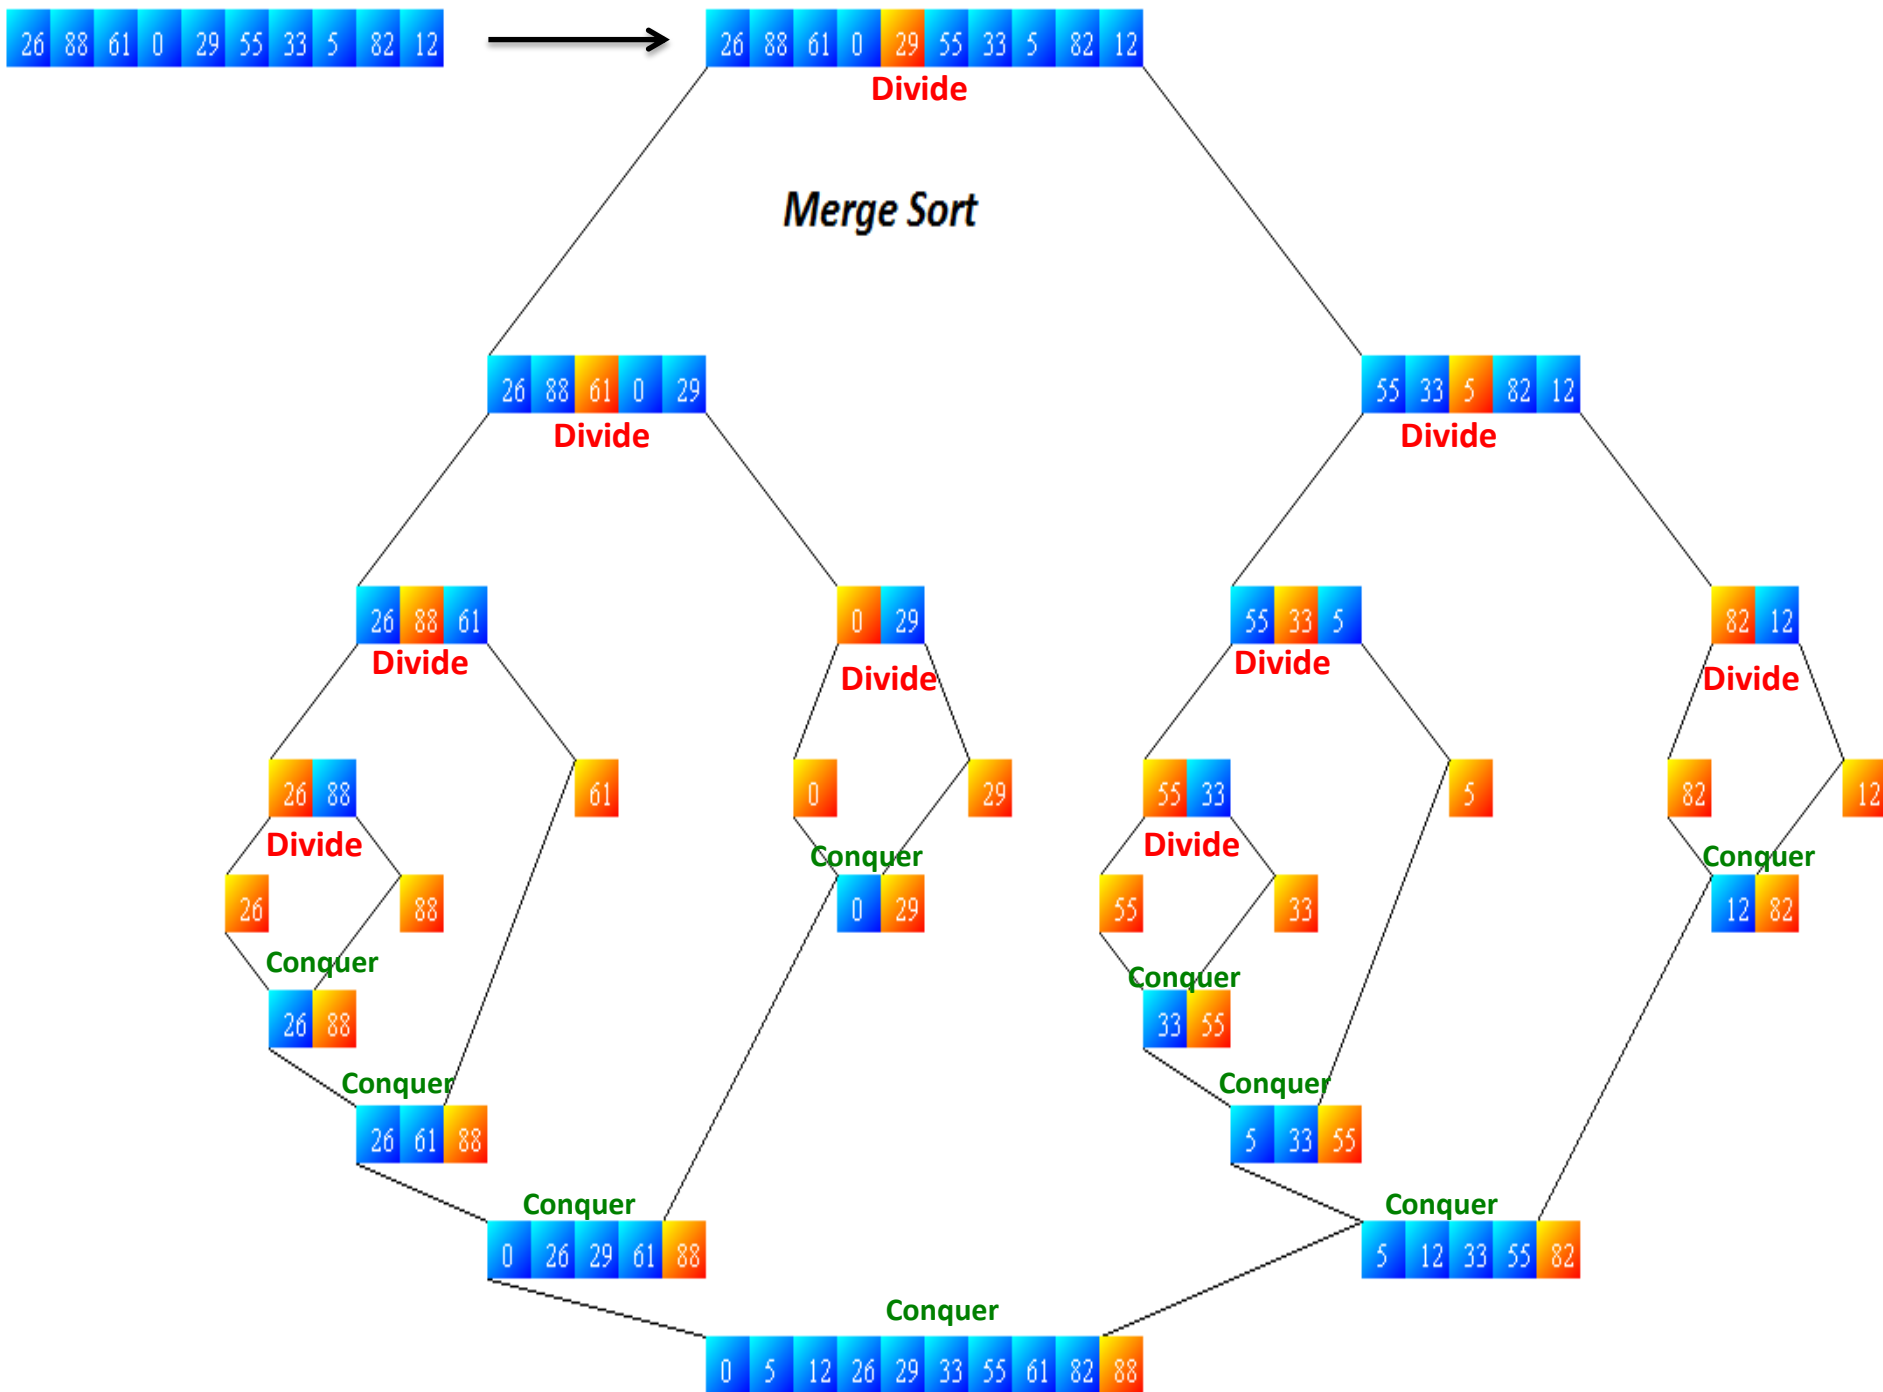 26 88 61 0 29 55 33 5 82 12
26 88 61 0 29 55 33 5 82 12
Divide
Merge Sort
26 88 61 0 29
55 33 5 82 12
Divide
Divide
26 88 61
0 29
55 33 5
82 12
Divide
Divide
Divide
Divide
26 88
61
0
29
55 33
5
82
12
Divide
Conquer
Divide
Conquer
26
88
0 29
55
33
12 82
Conquer
Conquer
26 88
33 55
Conquer
Conquer
26 61 88
5 33 55
Conquer
Conquer
0 26 29 61 88
5 12 33 55 82
Conquer
0 5 12 26 29 33 55 61 82 88